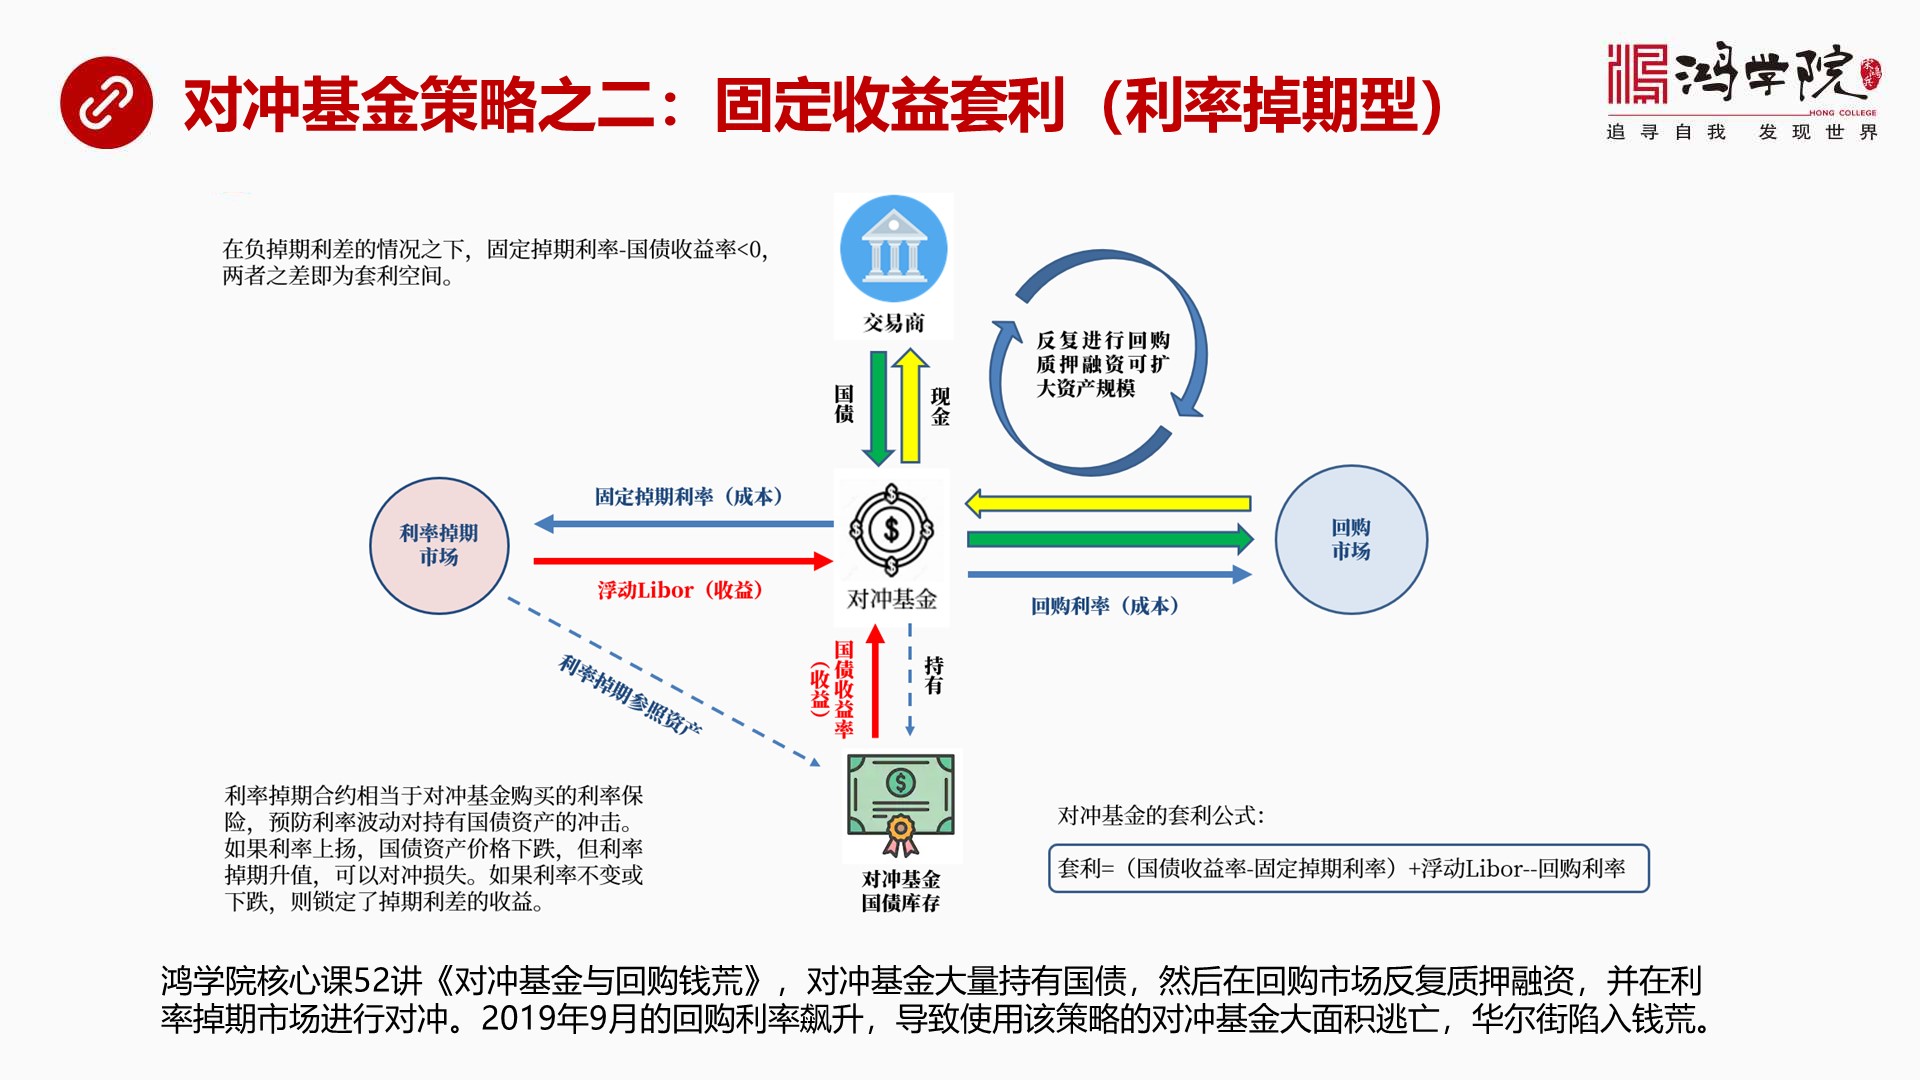 对冲基金策略之二：固定收益套利（利率掉期型）
鸿学院
宋鸿兵
HONG COLLEGE
追寻自我 发现世界
在负掉期利差的情况之下，固定掉期利率-国债收益率<0，
两者之差即为套利空间。
交易商
国债
现金
反复进行回购
质押融资可扩
大资产规模
固定掉期利率（成本）
利率掉期
市场
浮动Libor（收益）
对冲基金
回购
市场
回购利率（成本）
国债收益率
（收益）
持有
利率掉期参照资产
利率掉期合约相当于对冲基金购买的利率保
险，预防利率波动对持有国债资产的冲击。
如果利率上扬，国债资产价格下跌，但利率
掉期升值，可以对冲损失。如果利率不变或
下跌，则锁定了掉期利差的收益。
对冲基金
国债库存
对冲基金的套利公式：
套利=（国债收益率-固定掉期利率）+浮动Libor--回购利率
鸿学院核心课52讲《对冲基金与回购钱荒》，对冲基金大量持有国债，然后在回购市场反复质押融资，并在利
率掉期市场进行对冲。2019年9月的回购利率飙升，导致使用该策略的对冲基金大面积逃亡，华尔街陷入钱荒。